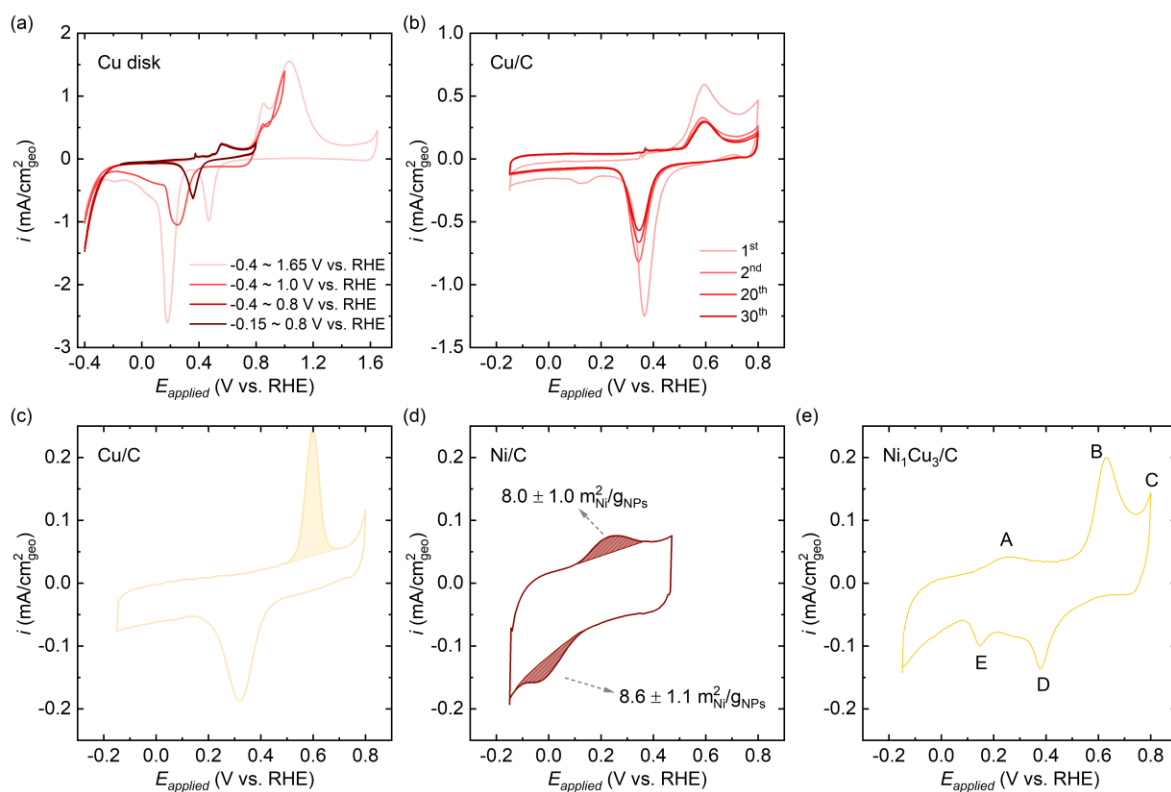 (a)
Cu disk
i (mA/cm²geo)
2
1
0
-1
-2
-3
-0.4 0.0 0.4 0.8 1.2 1.6
Eapplied (V vs. RHE)
-0.4 ~ 1.65 V vs. RHE
-0.4 ~ 1.0 V vs. RHE
-0.4 ~ 0.8 V vs. RHE
-0.15 ~ 0.8 V vs. RHE
(b)
Cu/C
i (mA/cm²geo)
1.0
0.5
0.0
-0.5
-1.0
-1.5
-0.2 0.0 0.2 0.4 0.6 0.8
Eapplied (V vs. RHE)
1st
2nd
20th
30th
(c)
Cu/C
i (mA/cm²geo)
0.2
0.1
0.0
-0.1
-0.2
-0.2 0.0 0.2 0.4 0.6 0.8
Eapplied (V vs. RHE)
(d)
Ni/C
8.0 ± 1.0 m²Ni/gNPs
8.6 ± 1.1 m²Ni/gNPs
i (mA/cm²geo)
0.2
0.1
0.0
-0.1
-0.2
-0.2 0.0 0.2 0.4 0.6 0.8
Eapplied (V vs. RHE)
(e)
Ni₁Cu₃/C
A
B
C
D
E
i (mA/cm²geo)
0.2
0.1
0.0
-0.1
-0.2
-0.2 0.0 0.2 0.4 0.6 0.8
Eapplied (V vs. RHE)